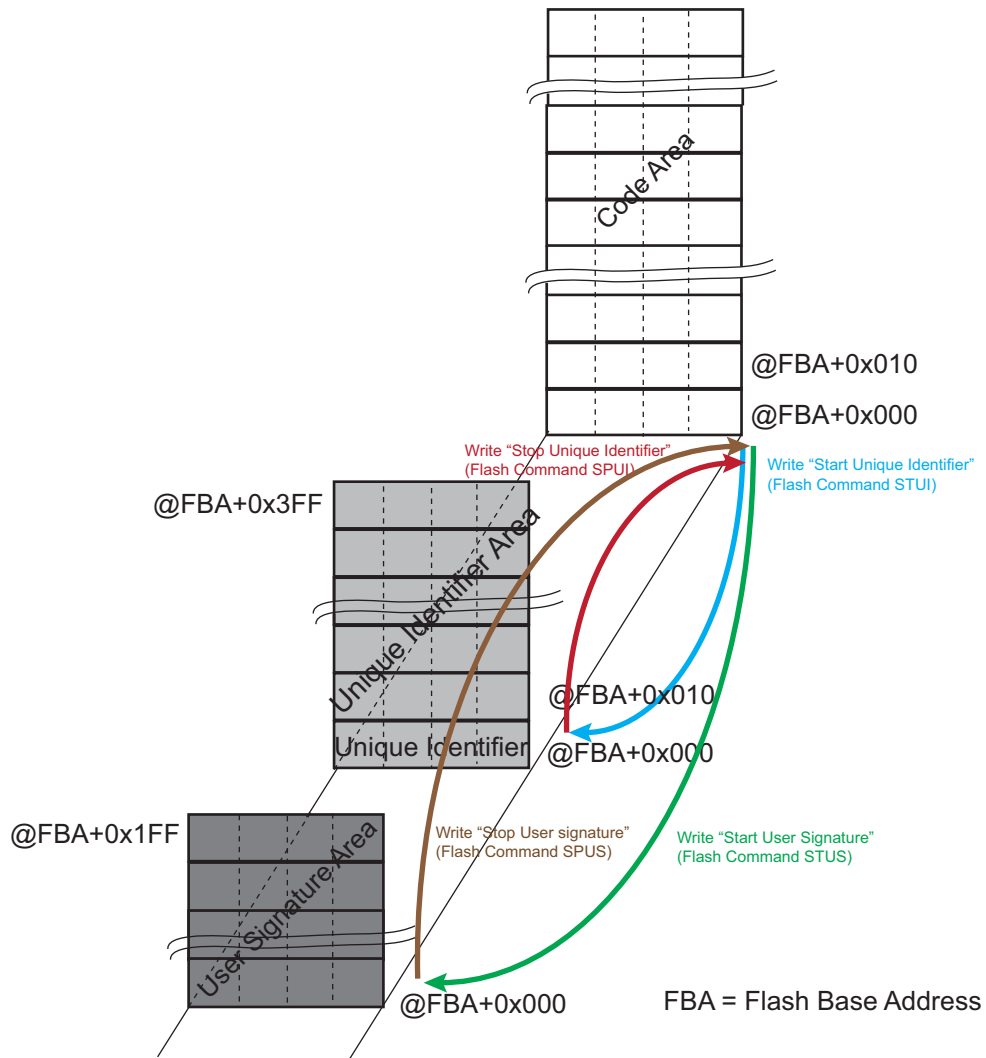 Code Area
@FBA+0x010
@FBA+0x000
Write “Stop Unique Identifier”
(Flash Command SPUI)
Write “Start Unique Identifier”
(Flash Command STUI)
@FBA+0x3FF
Unique Identifier Area
@FBA+0x010
Unique Identifier
@FBA+0x000
@FBA+0x1FF
User Signature Area
Write “Stop User signature”
(Flash Command SPUS)
Write “Start User Signature”
(Flash Command STUS)
@FBA+0x000
FBA = Flash Base Address